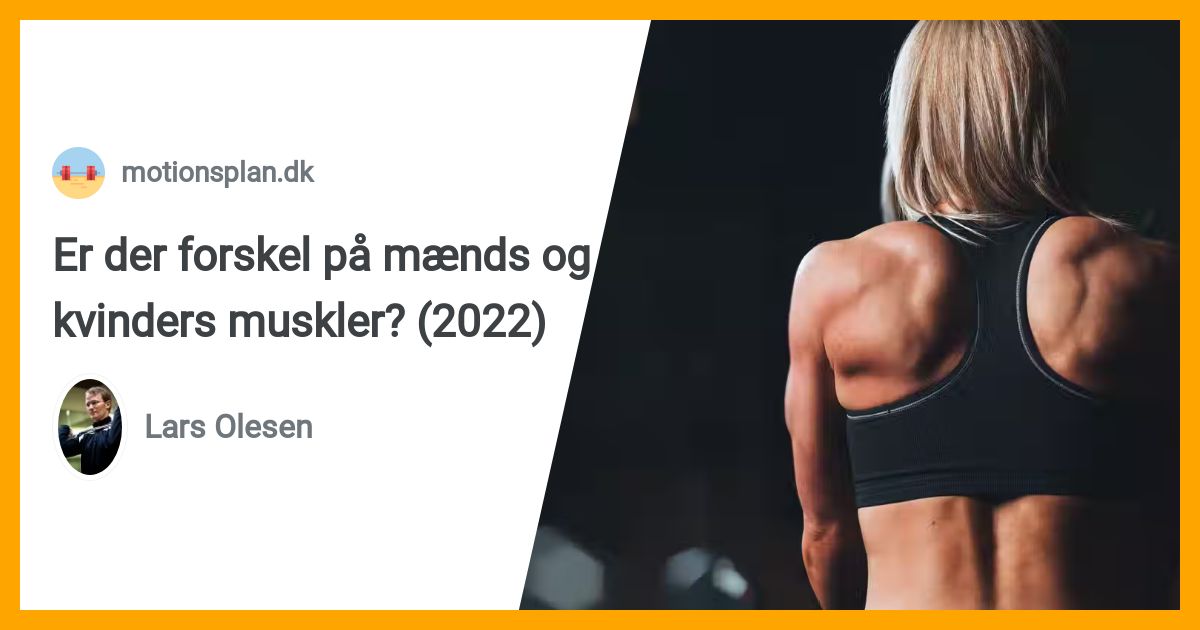 motionsplan.dk
Er der forskel på mænds og
kvinders muskler? (2022)
Lars Olesen